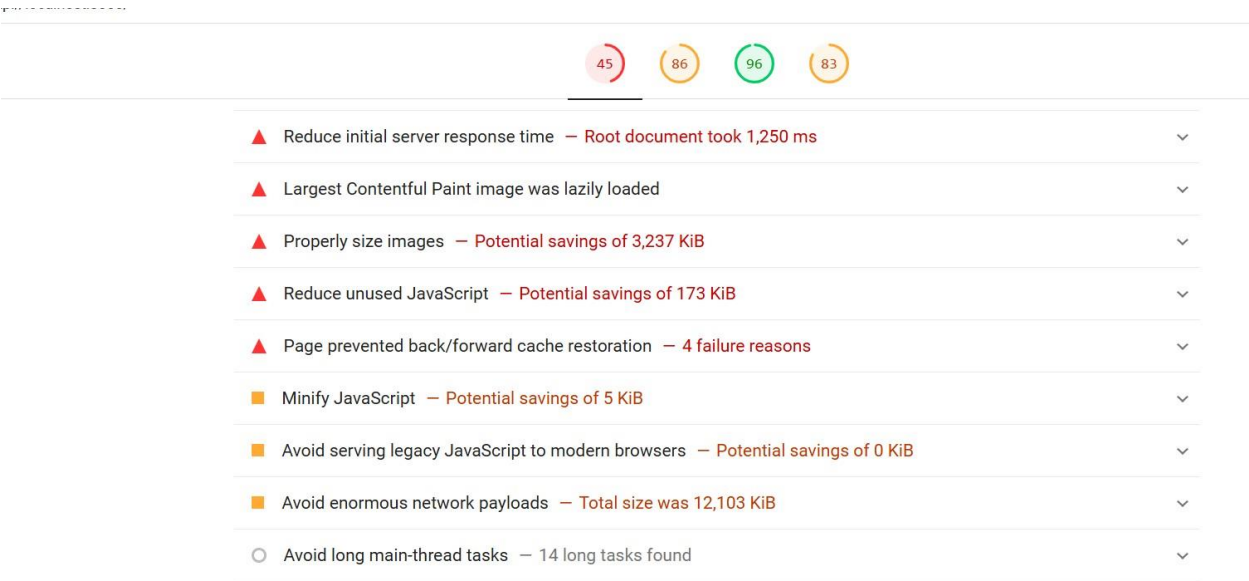 45 86 96 83
Reduce initial server response time — Root document took 1,250 ms
Largest Contentful Paint image was lazily loaded
Properly size images — Potential savings of 3,237 KiB
Reduce unused JavaScript — Potential savings of 173 KiB
Page prevented back/forward cache restoration — 4 failure reasons
Minify JavaScript — Potential savings of 5 KiB
Avoid serving legacy JavaScript to modern browsers — Potential savings of 0 KiB
Avoid enormous network payloads — Total size was 12,103 KiB
Avoid long main-thread tasks — 14 long tasks found